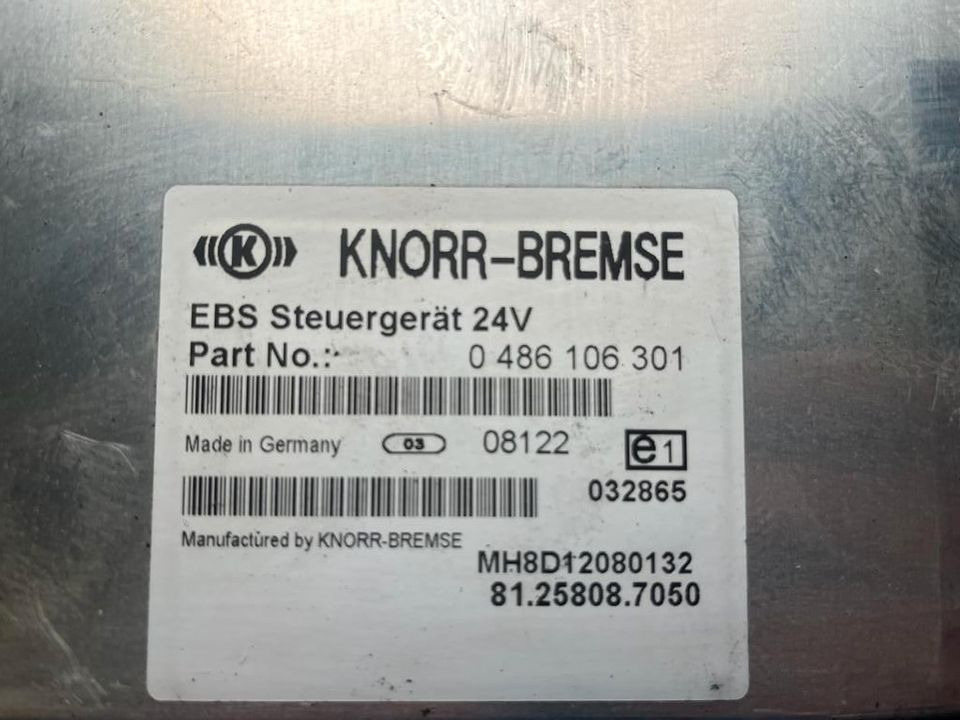 K KNORR-BREMSE
EBS Steuergerät 24V
Part No.: 0 486 106 301
Made in Germany 03 08122 e1
032865
Manufactured by KNORR-BREMSE
MH8D12080132
81.25808.7050